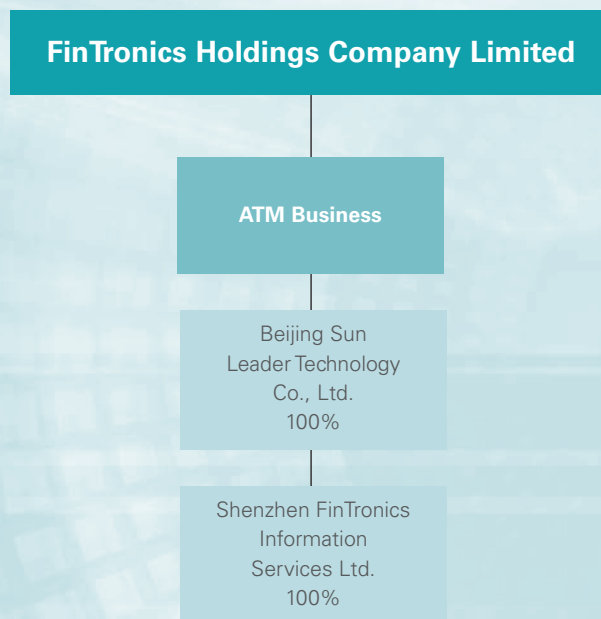 FinTronics Holdings Company Limited
ATM Business
Beijing Sun
Leader Technology
Co., Ltd.
100%
Shenzhen FinTronics
Information
Services Ltd.
100%